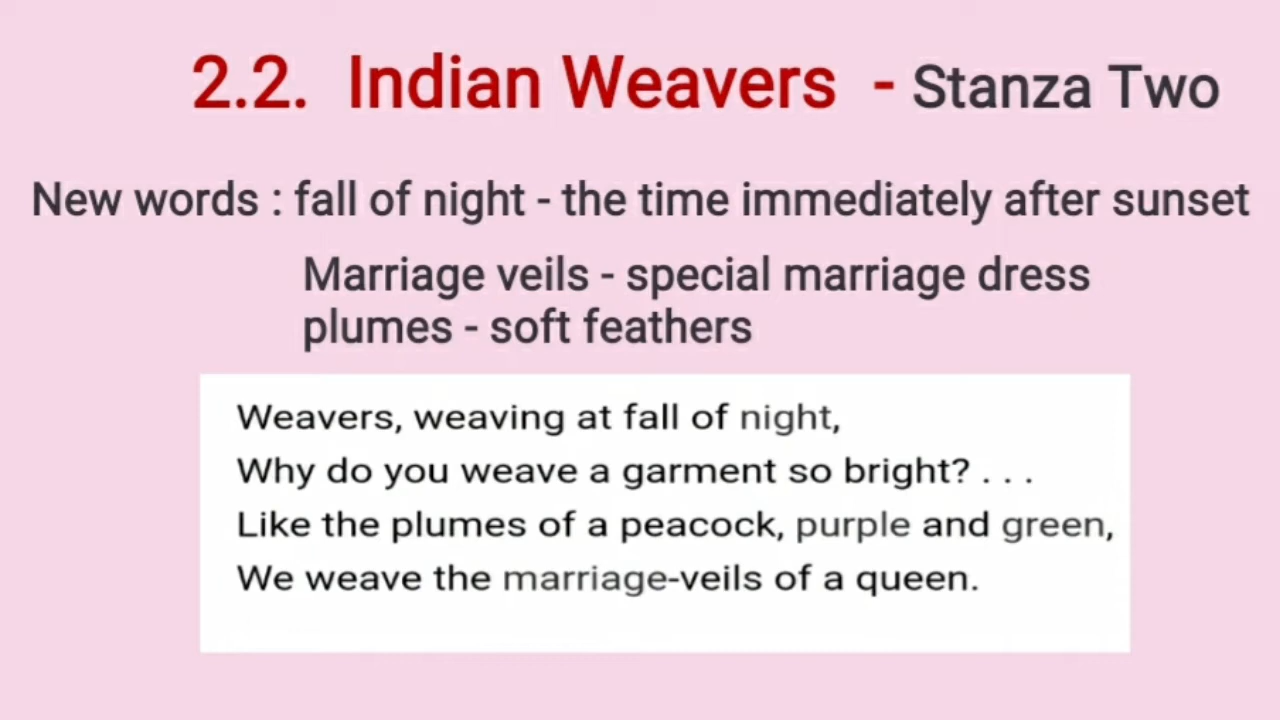 2.2. Indian Weavers - Stanza Two
New words : fall of night - the time immediately after sunset
Marriage veils - special marriage dress
plumes - soft feathers
Weavers, weaving at fall of night,
Why do you weave a garment so bright? . . .
Like the plumes of a peacock, purple and green,
We weave the marriage-veils of a queen.